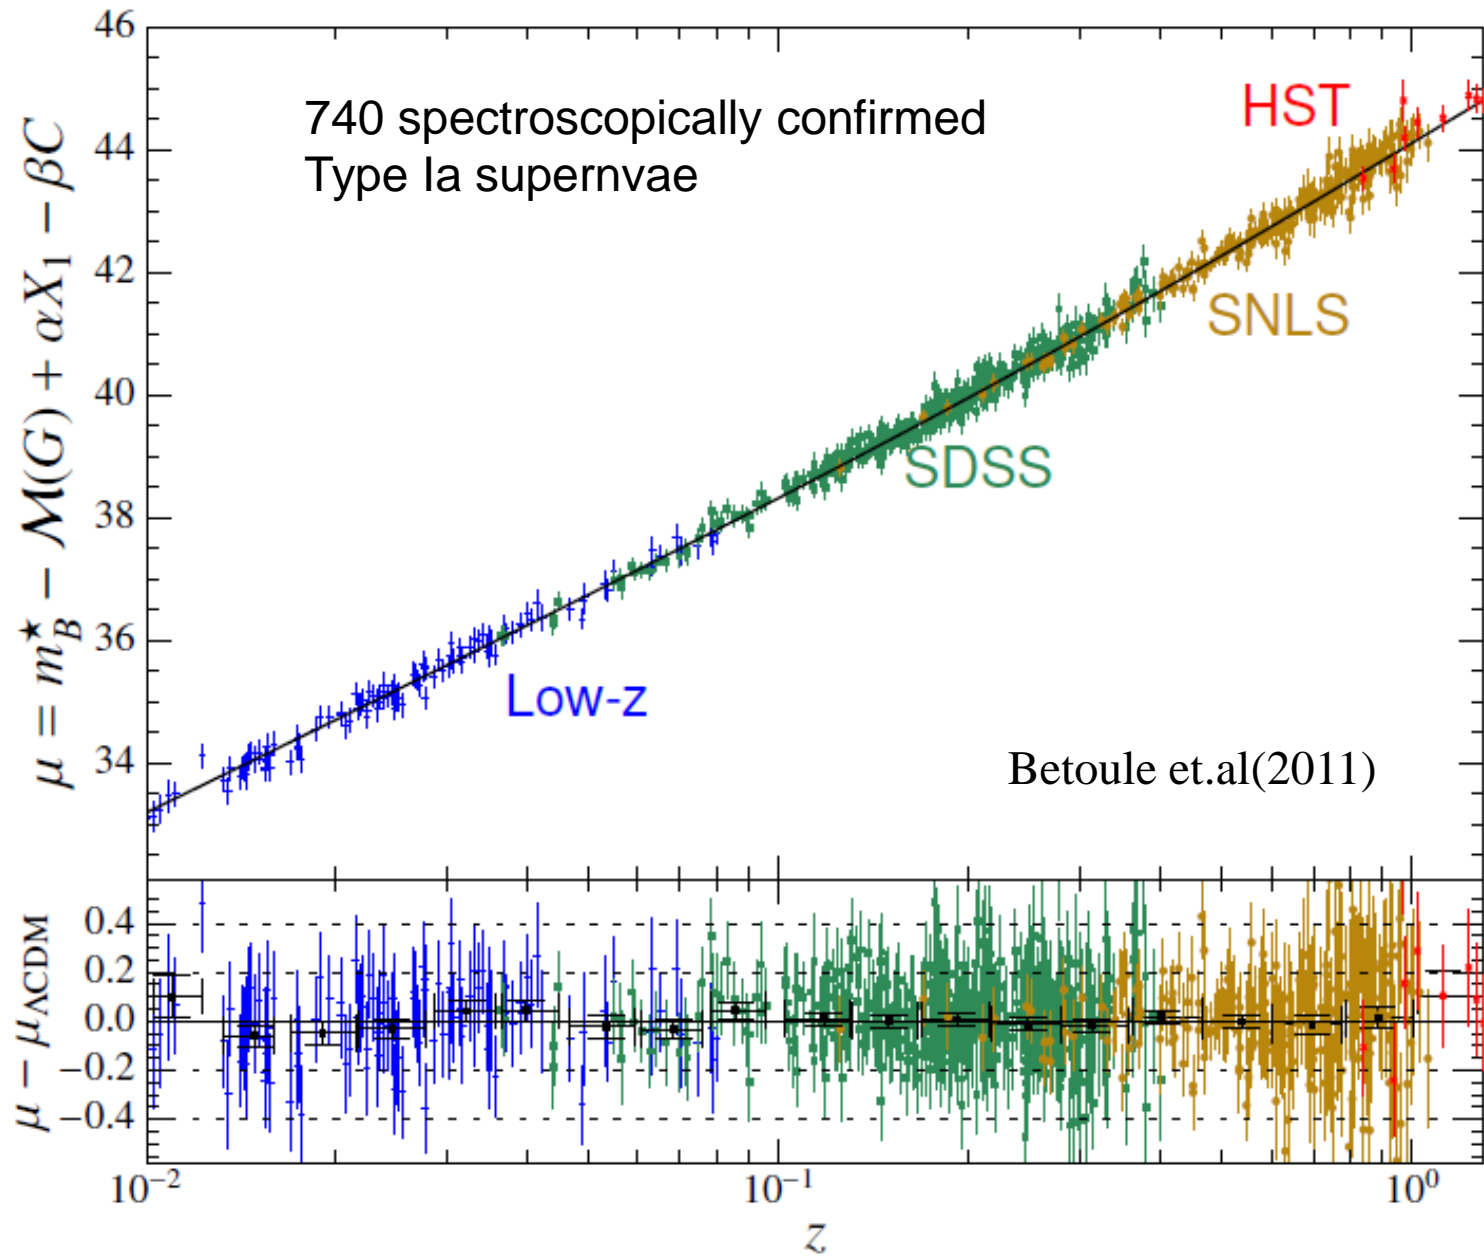 46
44
42
40
38
36
34
μ = m★B − M(G) + αX1 − βC
740 spectroscopically confirmed
Type Ia supernvae
HST
SNLS
SDSS
Low-z
Betoule et.al(2011)
0.4
0.2
0.0
−0.2
−0.4
μ − μΛCDM
10−2
10−1
100
z